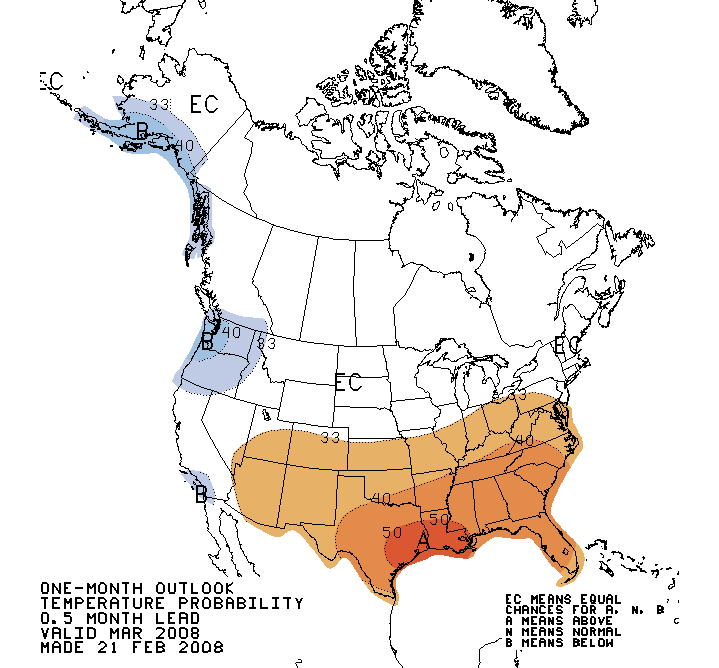 EC
33
EC
B
40
40
B
33
EC
EC
33
33
40
B
40
50
50
A
ONE-MONTH OUTLOOK
TEMPERATURE PROBABILITY
0.5 MONTH LEAD
VALID MAR 2008
MADE 21 FEB 2008
EC MEANS EQUAL
CHANCES FOR A, N, B
A MEANS ABOVE
N MEANS NORMAL
B MEANS BELOW